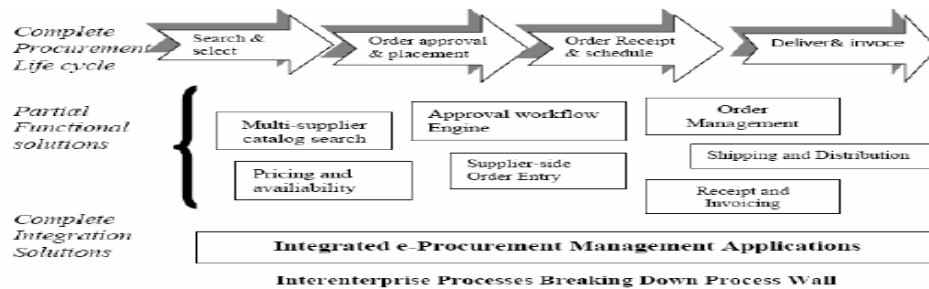 Complete
Procurement
Life cycle
Search &
select
Order approval
& placement
Order Receipt
& schedule
Deliver& invoce
Partial
Functional
solutions
Multi-supplier
catalog search
Approval workflow
Engine
Order
Management
Pricing and
availiability
Supplier-side
Order Entry
Shipping and Distribution
Receipt and
Invoicing
Complete
Integration
Solutions
Integrated e-Procurement Management Applications
Interenterprise Processes Breaking Down Process Wall